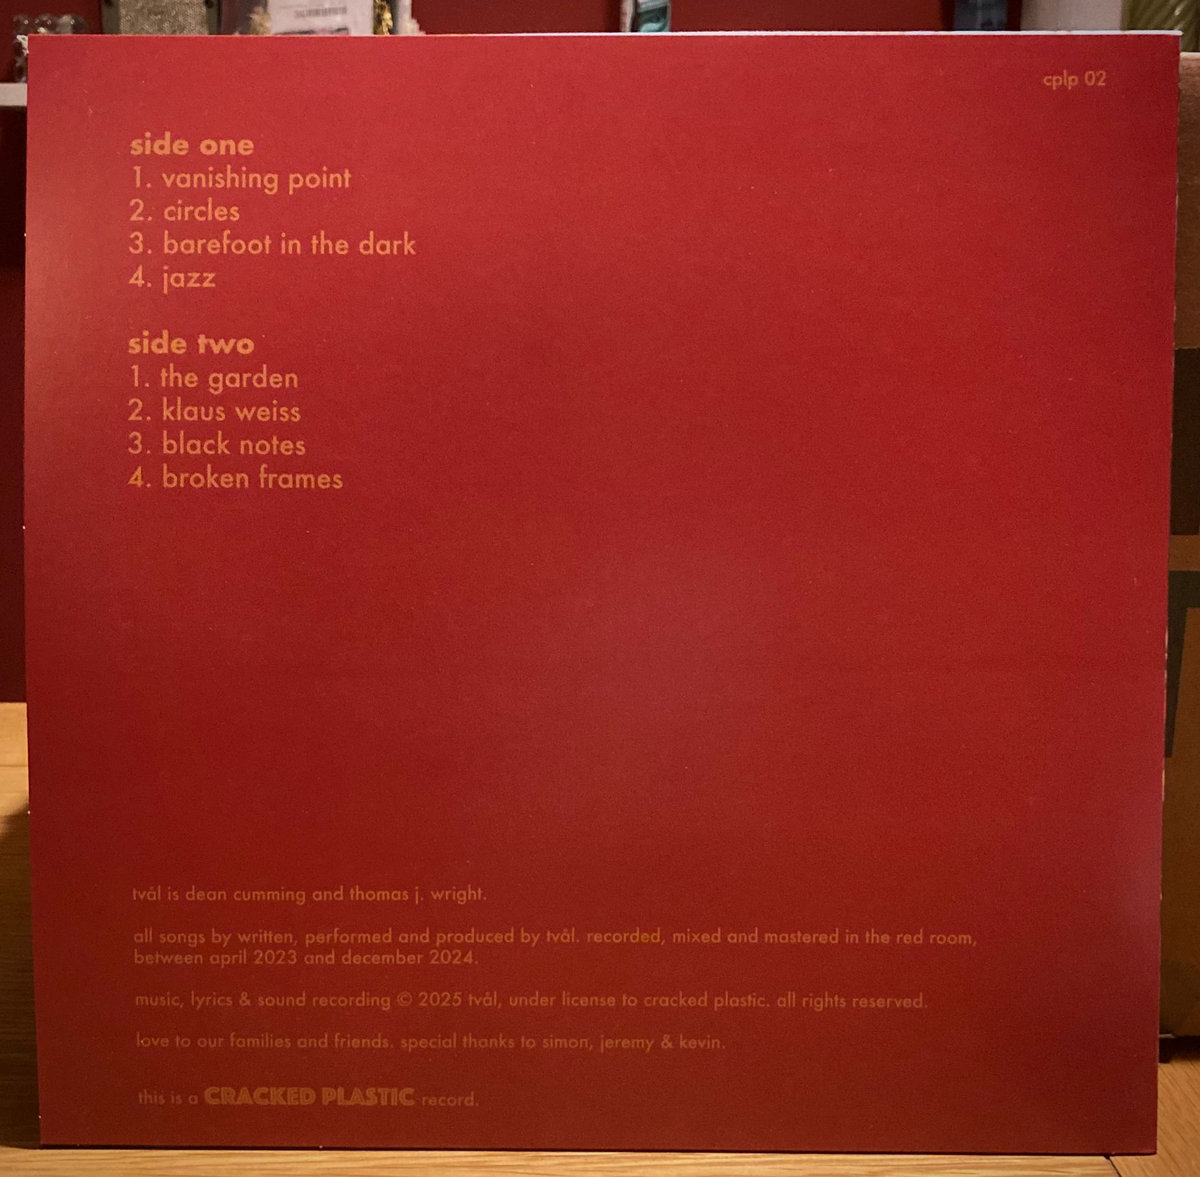 cplp 02
side one
1. vanishing point
2. circles
3. barefoot in the dark
4. jazz
side two
1. the garden
2. klaus weiss
3. black notes
4. broken frames
tvål is dean cumming and thomas j. wright.
all songs by written, performed and produced by tvål. recorded, mixed and mastered in the red room,
between april 2023 and december 2024.
music, lyrics & sound recording © 2025 tvål, under license to cracked plastic. all rights reserved.
love to our families and friends. special thanks to simon, jeremy & kevin.
this is a CRACKED PLASTIC record.